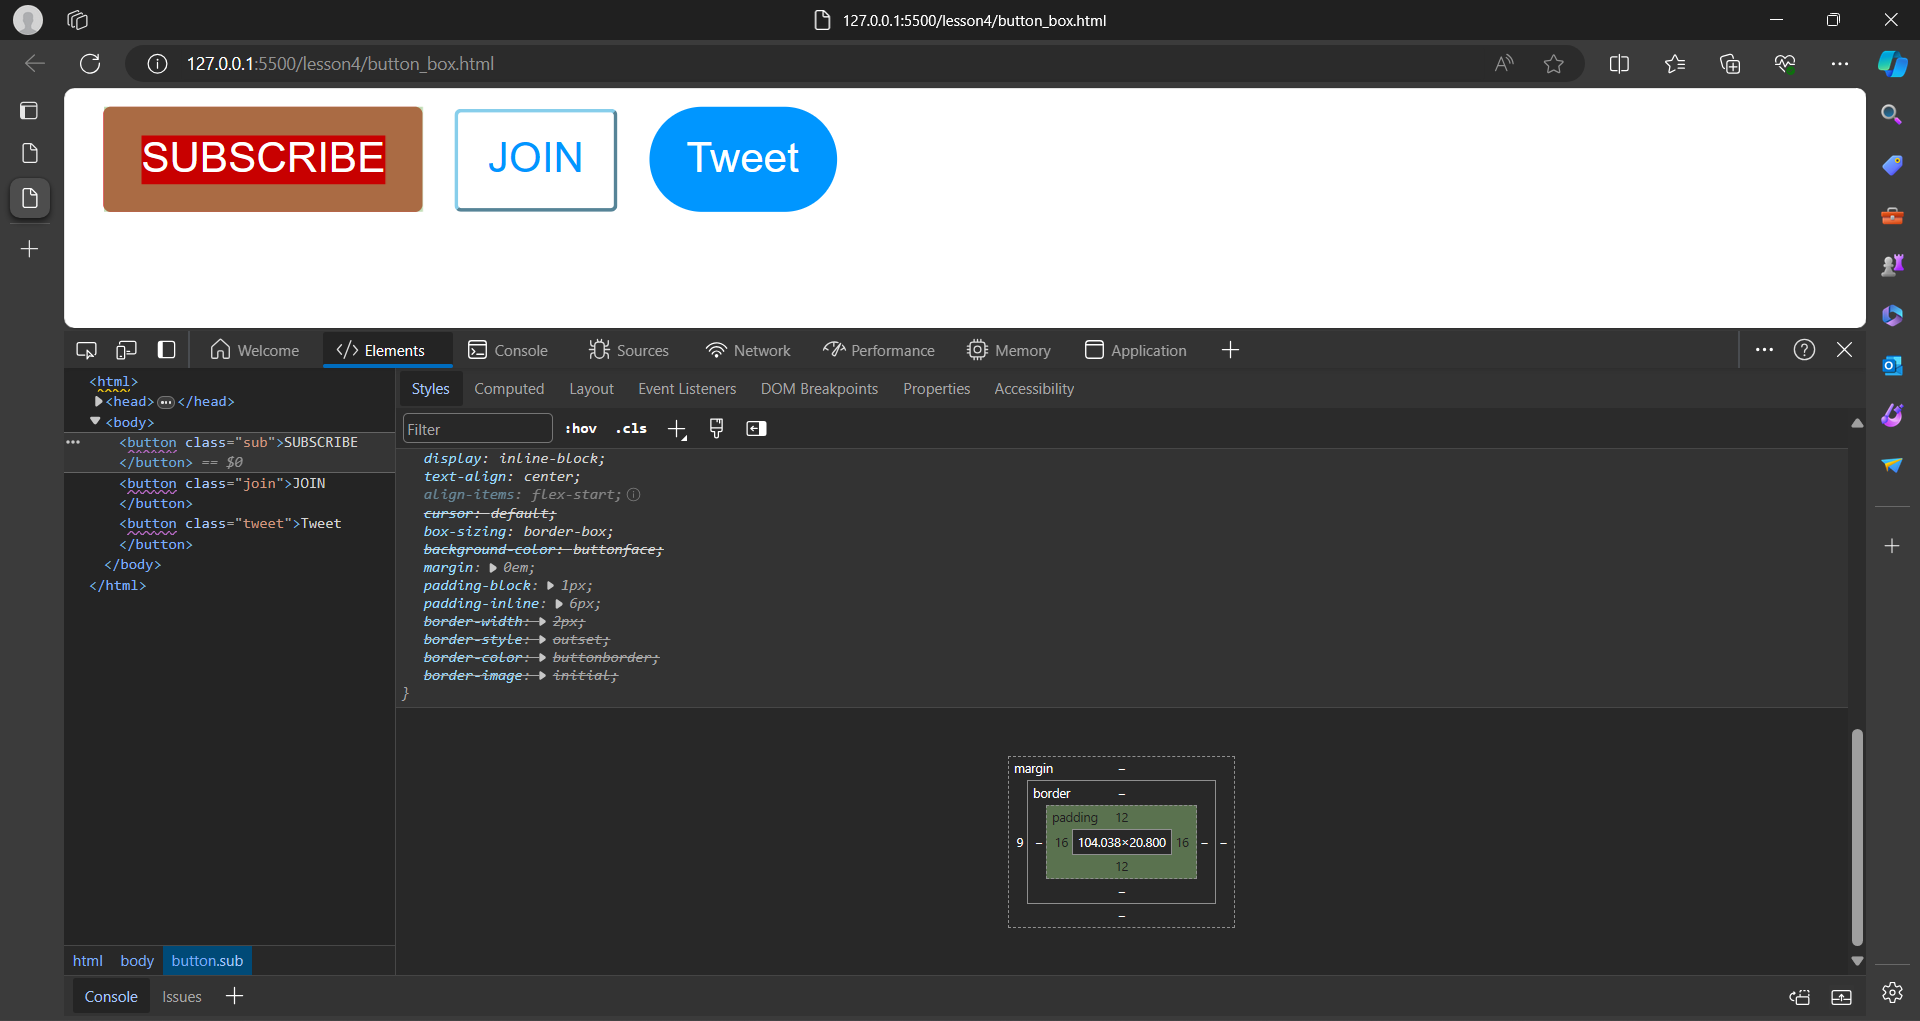 127.0.0.1:5500/lesson4/button_box.html
127.0.0.1:5500/lesson4/button_box.html
SUBSCRIBE JOIN Tweet
Welcome </> Elements Console Sources Network Performance Memory Application
<html>
<head> ••• </head>
<body>
<button class="sub">SUBSCRIBE
</button> == $0
<button class="join">JOIN
</button>
<button class="tweet">Tweet
</button>
</body>
</html>
Styles Computed Layout Event Listeners DOM Breakpoints Properties Accessibility
Filter :hov .cls
display: inline-block;
text-align: center;
align-items: flex-start;
cursor: default;
box-sizing: border-box;
background-color: buttonface;
margin: 0em;
padding-block: 1px;
padding-inline: 6px;
border-width: 2px;
border-style: outset;
border-color: buttonborder;
border-image: initial;
}
margin –
border –
padding 12
9 – 16 104.038×20.800 16 – –
12
–
–
html body button.sub
Console Issues